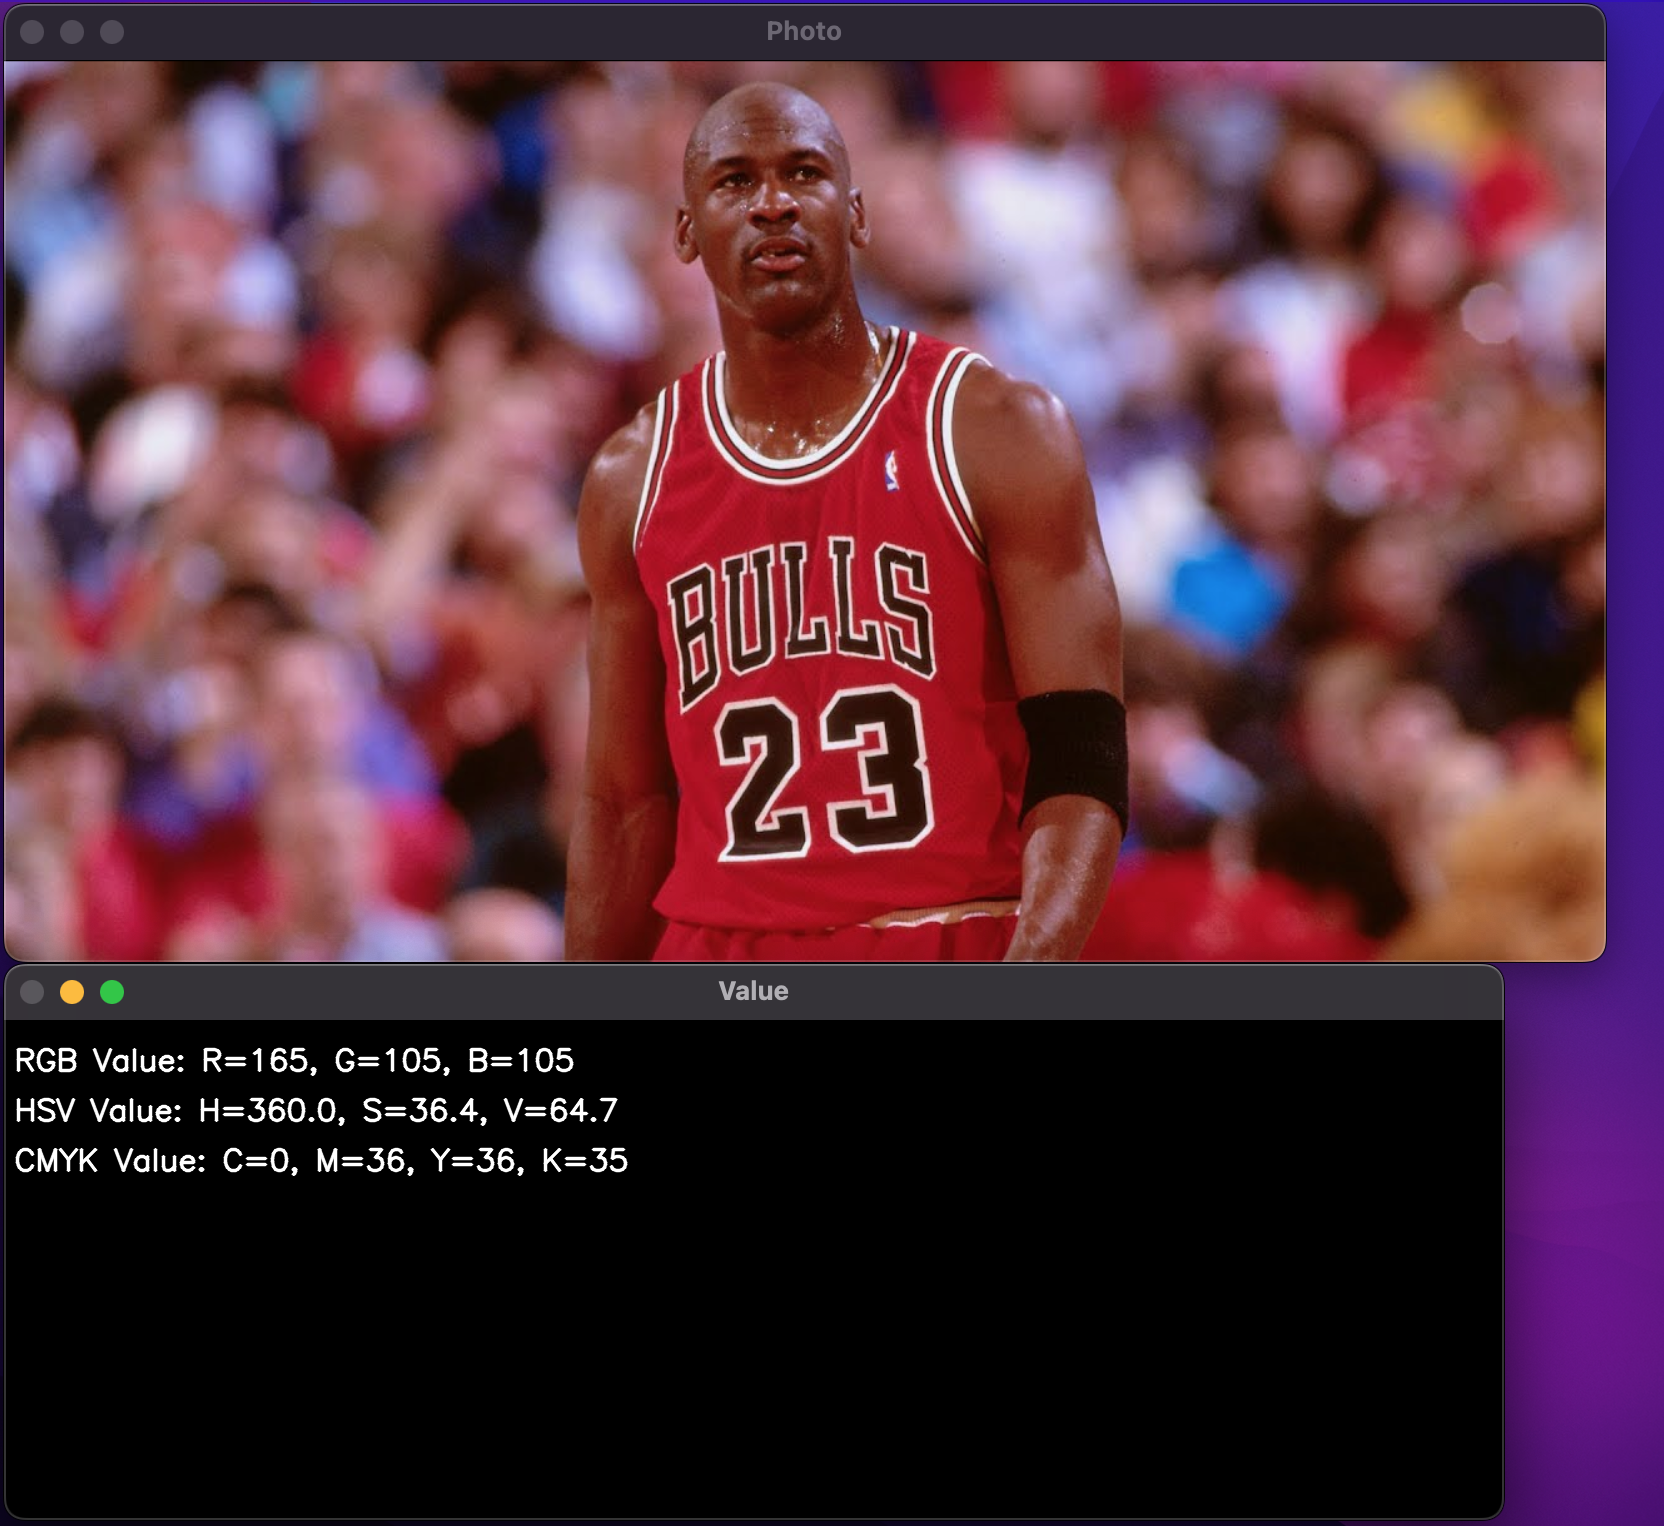 Photo
BULLS
23
Value
RGB Value: R=165, G=105, B=105
HSV Value: H=360.0, S=36.4, V=64.7
CMYK Value: C=0, M=36, Y=36, K=35